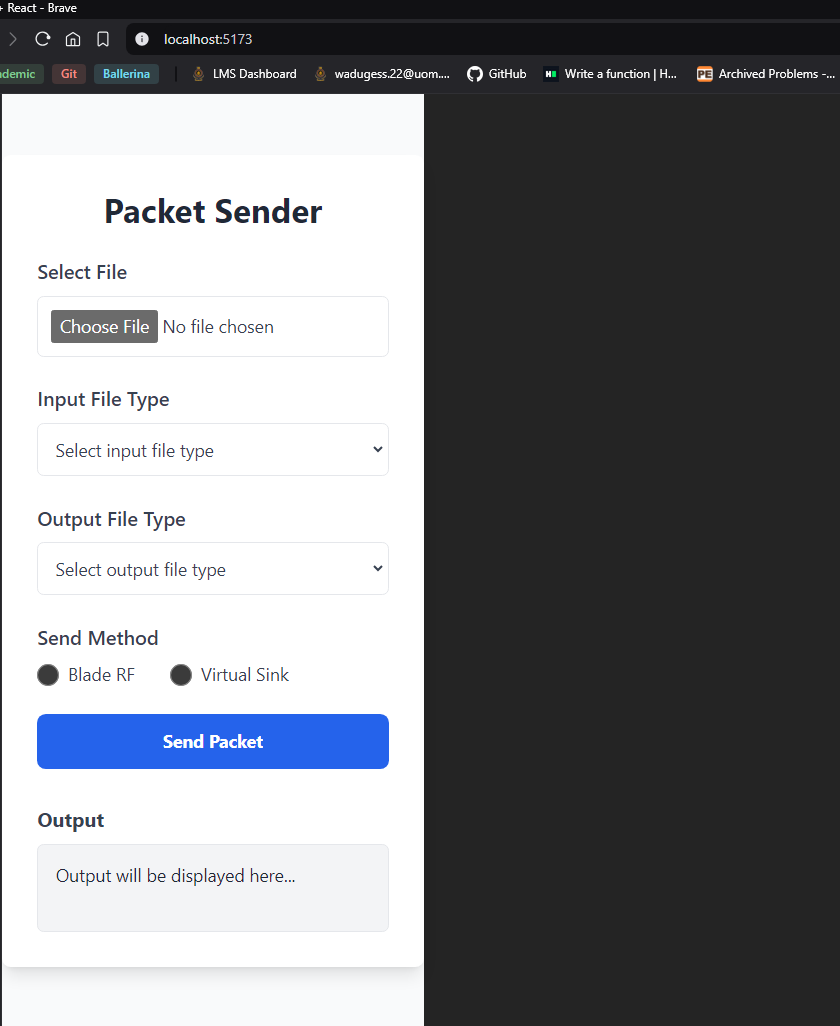 + React - Brave
localhost:5173
demic Git Ballerina LMS Dashboard wadugess.22@uom.... GitHub Write a function | H... PE Archived Problems -...
Packet Sender
Select File
Choose File No file chosen
Input File Type
Select input file type
Output File Type
Select output file type
Send Method
Blade RF Virtual Sink
Send Packet
Output
Output will be displayed here...